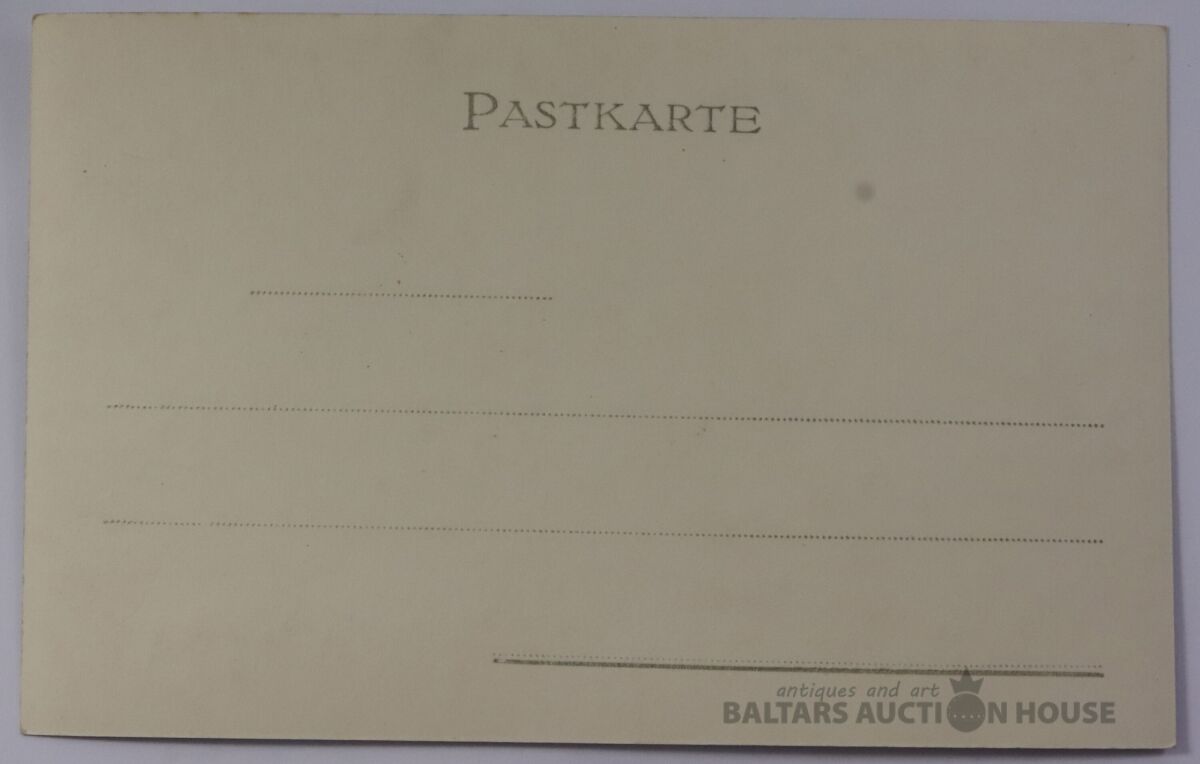 PASTKARTE
antiques and art
BALTARS AUCTION HOUSE